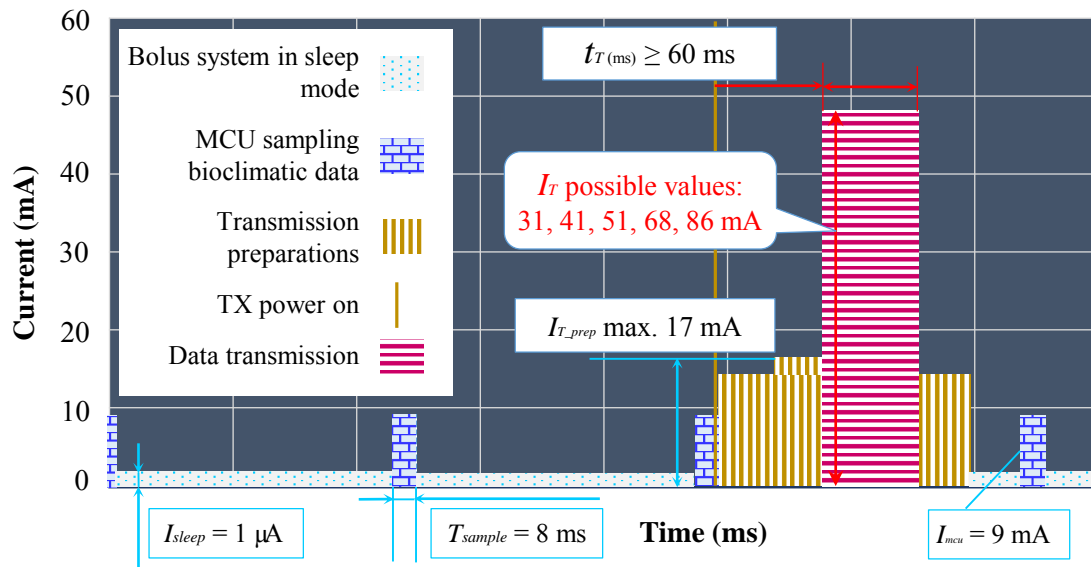 60
50
40
30
20
10
0
Current (mA)
Bolus system in sleep
mode
MCU sampling
bioclimatic data
Transmission
preparations
TX power on
Data transmission
tT (ms) ≥ 60 ms
IT possible values:
31, 41, 51, 68, 86 mA
IT_prep max. 17 mA
Isleep = 1 µA
Tsample = 8 ms
Time (ms)
Imcu = 9 mA